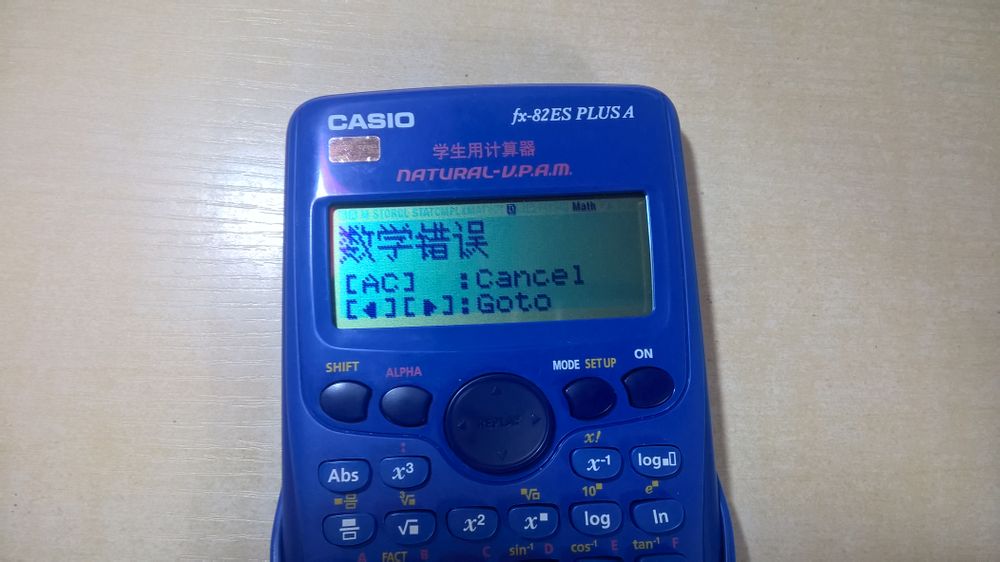 CASIO
fx-82ES PLUS A
学生用计算器
NATURAL-V.P.A.M.
D Math
数学错误
[AC] :Cancel
[◀][▶]:Goto
SHIFT
ALPHA
MODE SETUP
ON
REPLAY
x!
:
Abs
x³
x⁻¹
log■□
■■/□
³√■
■√□
10■
e■
√■
x²
x■
log
ln
A
FACT B
C
sin⁻¹ D
cos⁻¹ E
tan⁻¹ F